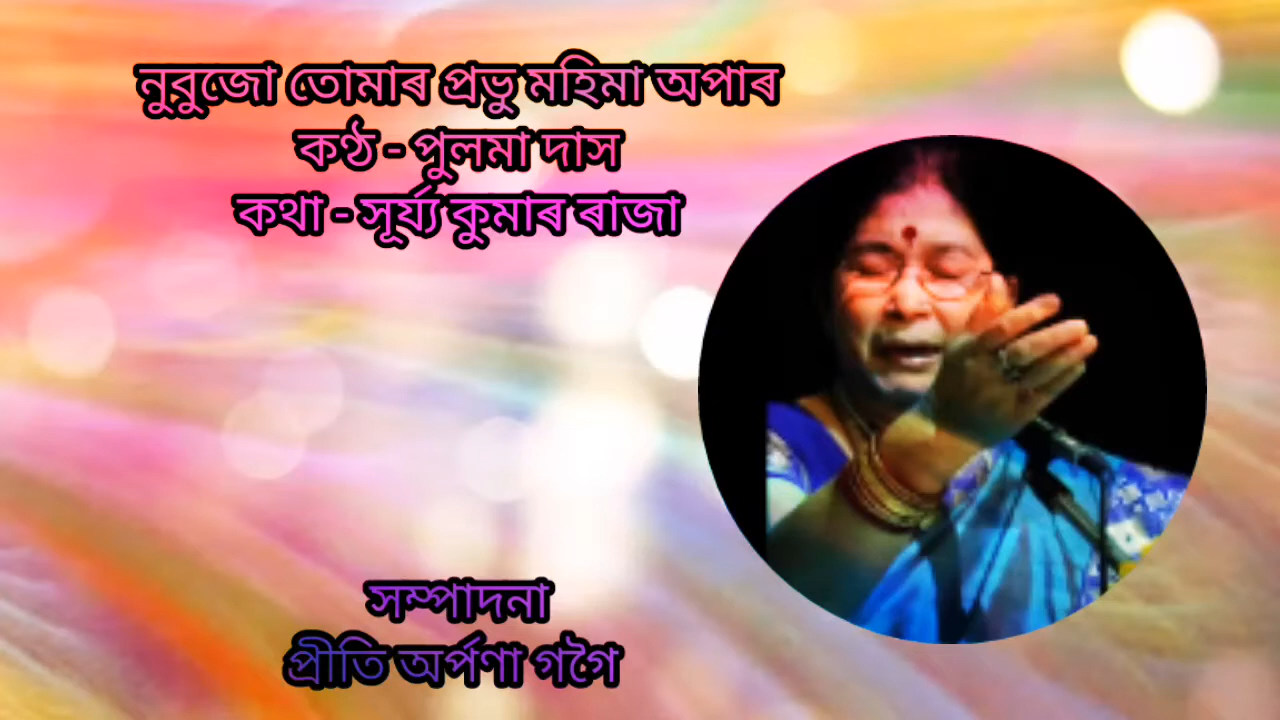 নুবুজো তোমাৰ প্ৰভু মহিমা অপাৰ
কণ্ঠ - পুলমা দাস
কথা - সূৰ্য্য কুমাৰ ৰাজা
সম্পাদনা
প্ৰীতি অৰ্পণা গগৈ